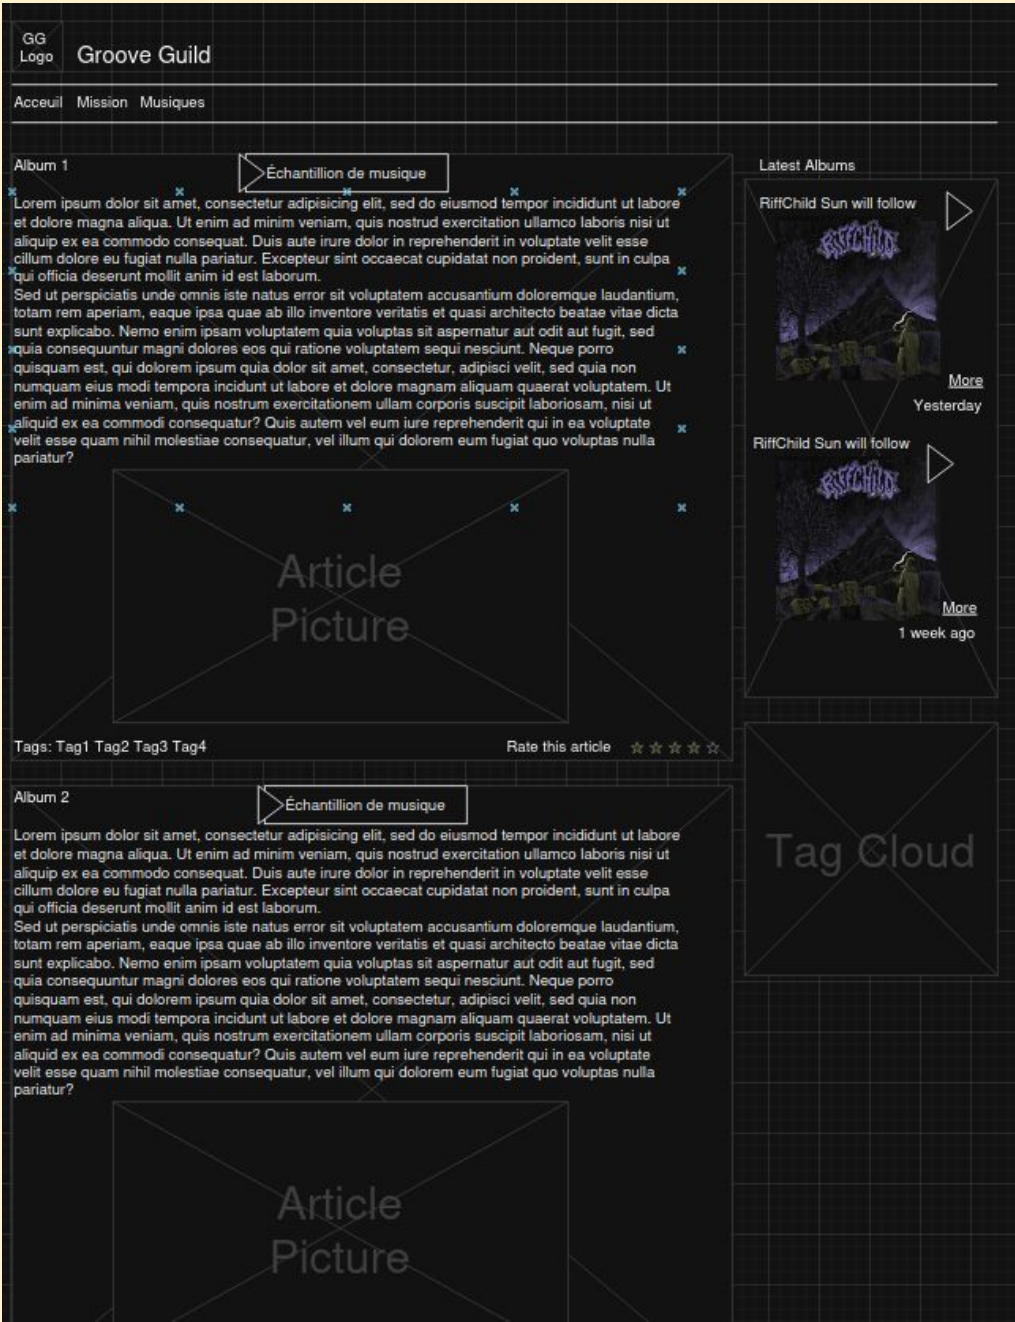 GG
Logo
Groove Guild
Acceuil Mission Musiques
Album 1
Échantillion de musique
Lorem ipsum dolor sit amet, consectetur adipisicing elit, sed do eiusmod tempor incididunt ut labore
et dolore magna aliqua. Ut enim ad minim veniam, quis nostrud exercitation ullamco laboris nisi ut
aliquip ex ea commodo consequat. Duis aute irure dolor in reprehenderit in voluptate velit esse
cillum dolore eu fugiat nulla pariatur. Excepteur sint occaecat cupidatat non proident, sunt in culpa
qui officia deserunt mollit anim id est laborum.
Sed ut perspiciatis unde omnis iste natus error sit voluptatem accusantium doloremque laudantium,
totam rem aperiam, eaque ipsa quae ab illo inventore veritatis et quasi architecto beatae vitae dicta
sunt explicabo. Nemo enim ipsam voluptatem quia voluptas sit aspernatur aut odit aut fugit, sed
quia consequuntur magni dolores eos qui ratione voluptatem sequi nesciunt. Neque porro
quisquam est, qui dolorem ipsum quia dolor sit amet, consectetur, adipisci velit, sed quia non
numquam eius modi tempora incidunt ut labore et dolore magnam aliquam quaerat voluptatem. Ut
enim ad minima veniam, quis nostrum exercitationem ullam corporis suscipit laboriosam, nisi ut
aliquid ex ea commodi consequatur? Quis autem vel eum iure reprehenderit qui in ea voluptate
velit esse quam nihil molestiae consequatur, vel illum qui dolorem eum fugiat quo voluptas nulla
pariatur?
Article
Picture
Tags: Tag1 Tag2 Tag3 Tag4
Rate this article
Album 2
Échantillion de musique
Lorem ipsum dolor sit amet, consectetur adipisicing elit, sed do eiusmod tempor incididunt ut labore
et dolore magna aliqua. Ut enim ad minim veniam, quis nostrud exercitation ullamco laboris nisi ut
aliquip ex ea commodo consequat. Duis aute irure dolor in reprehenderit in voluptate velit esse
cillum dolore eu fugiat nulla pariatur. Excepteur sint occaecat cupidatat non proident, sunt in culpa
qui officia deserunt mollit anim id est laborum.
Sed ut perspiciatis unde omnis iste natus error sit voluptatem accusantium doloremque laudantium,
totam rem aperiam, eaque ipsa quae ab illo inventore veritatis et quasi architecto beatae vitae dicta
sunt explicabo. Nemo enim ipsam voluptatem quia voluptas sit aspernatur aut odit aut fugit, sed
quia consequuntur magni dolores eos qui ratione voluptatem sequi nesciunt. Neque porro
quisquam est, qui dolorem ipsum quia dolor sit amet, consectetur, adipisci velit, sed quia non
numquam eius modi tempora incidunt ut labore et dolore magnam aliquam quaerat voluptatem. Ut
enim ad minima veniam, quis nostrum exercitationem ullam corporis suscipit laboriosam, nisi ut
aliquid ex ea commodi consequatur? Quis autem vel eum iure reprehenderit qui in ea voluptate
velit esse quam nihil molestiae consequatur, vel illum qui dolorem eum fugiat quo voluptas nulla
pariatur?
Article
Picture
Latest Albums
RiffChild Sun will follow
RIFFCHILD
More
Yesterday
RiffChild Sun will follow
RIFFCHILD
More
1 week ago
Tag Cloud